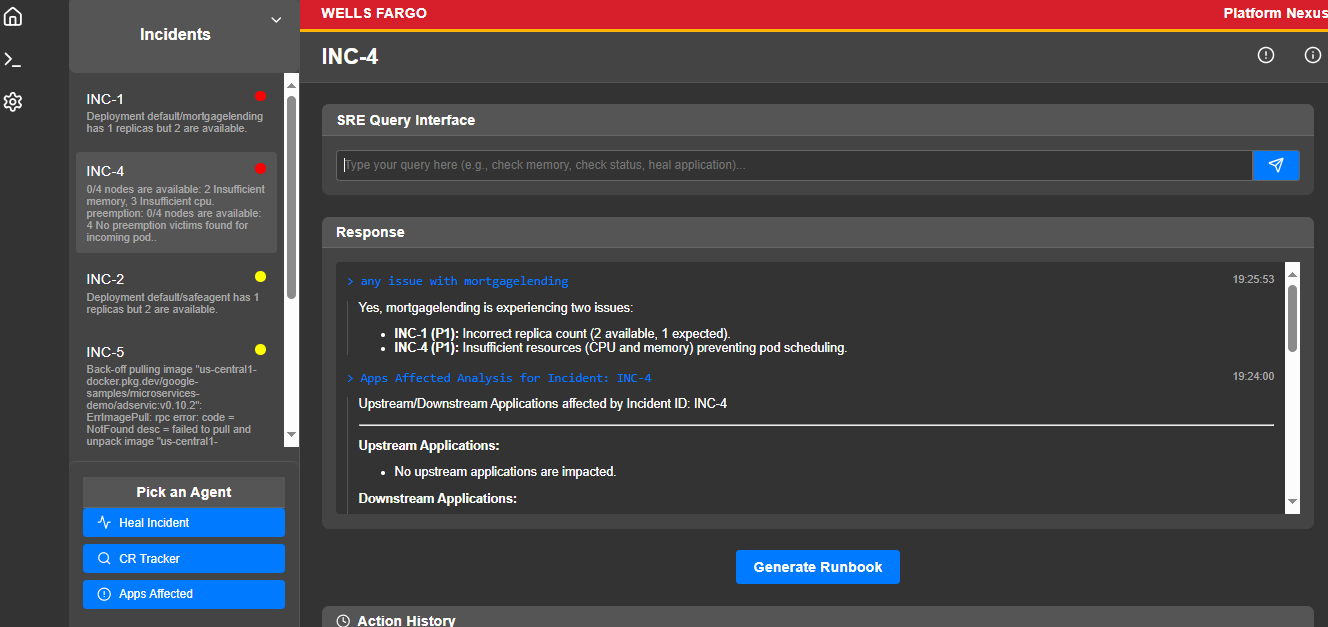 WELLS FARGO
Platform Nexus
Incidents
INC-1
Deployment default/mortgagelending
has 1 replicas but 2 are available.
INC-4
0/4 nodes are available: 2 Insufficient
memory, 3 Insufficient cpu.
preemption: 0/4 nodes are available:
4 No preemption victims found for
incoming pod..
INC-2
Deployment default/safeagent has 1
replicas but 2 are available.
INC-5
Back-off pulling image "us-central1-
docker.pkg.dev/google-
samples/microservices-
demo/adservic:v0.10.2":
ErrImagePull: rpc error: code =
NotFound desc = failed to pull and
unpack image "us-central1-
Pick an Agent
Heal Incident
CR Tracker
Apps Affected
INC-4
SRE Query Interface
Type your query here (e.g., check memory, check status, heal application)...
Response
> any issue with mortgagelending
19:25:53
Yes, mortgagelending is experiencing two issues:
• INC-1 (P1): Incorrect replica count (2 available, 1 expected).
• INC-4 (P1): Insufficient resources (CPU and memory) preventing pod scheduling.
> Apps Affected Analysis for Incident: INC-4
19:24:00
Upstream/Downstream Applications affected by Incident ID: INC-4
Upstream Applications:
• No upstream applications are impacted.
Downstream Applications:
Generate Runbook
Action History